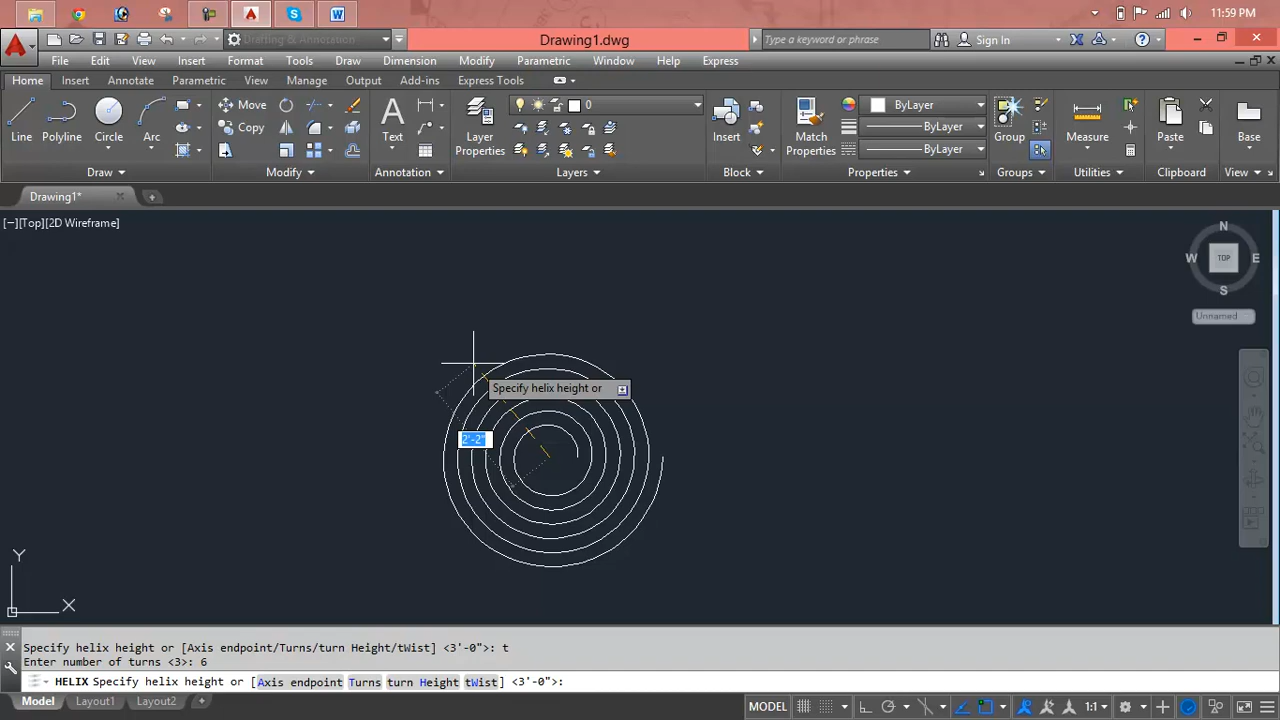 11:59 PM
Drafting & Annotation
Drawing1.dwg
Type a keyword or phrase
Sign In
File Edit View Insert Format Tools Draw Dimension Modify Parametric Window Help Express
Home Insert Annotation Parametric View Manage Output Add-ins Express Tools
Line Polyline Circle Arc
Move
Copy
Text
Layer Properties
0
Insert
Match Properties
ByLayer
ByLayer
ByLayer
Group
Measure
Paste
Base
Draw Modify Annotation Layers Block Properties Groups Utilities Clipboard View
Drawing1*
[−][Top][2D Wireframe]
N
W TOP E
S
Unnamed
Specify helix height or
2'-2"
Y
X
Specify helix height or [Axis endpoint/Turns/turn Height/tWist] <3'-0">: t
Enter number of turns <3>: 6
HELIX Specify helix height or [Axis endpoint Turns turn Height tWist] <3'-0">:
Model Layout1 Layout2
MODEL
1:1